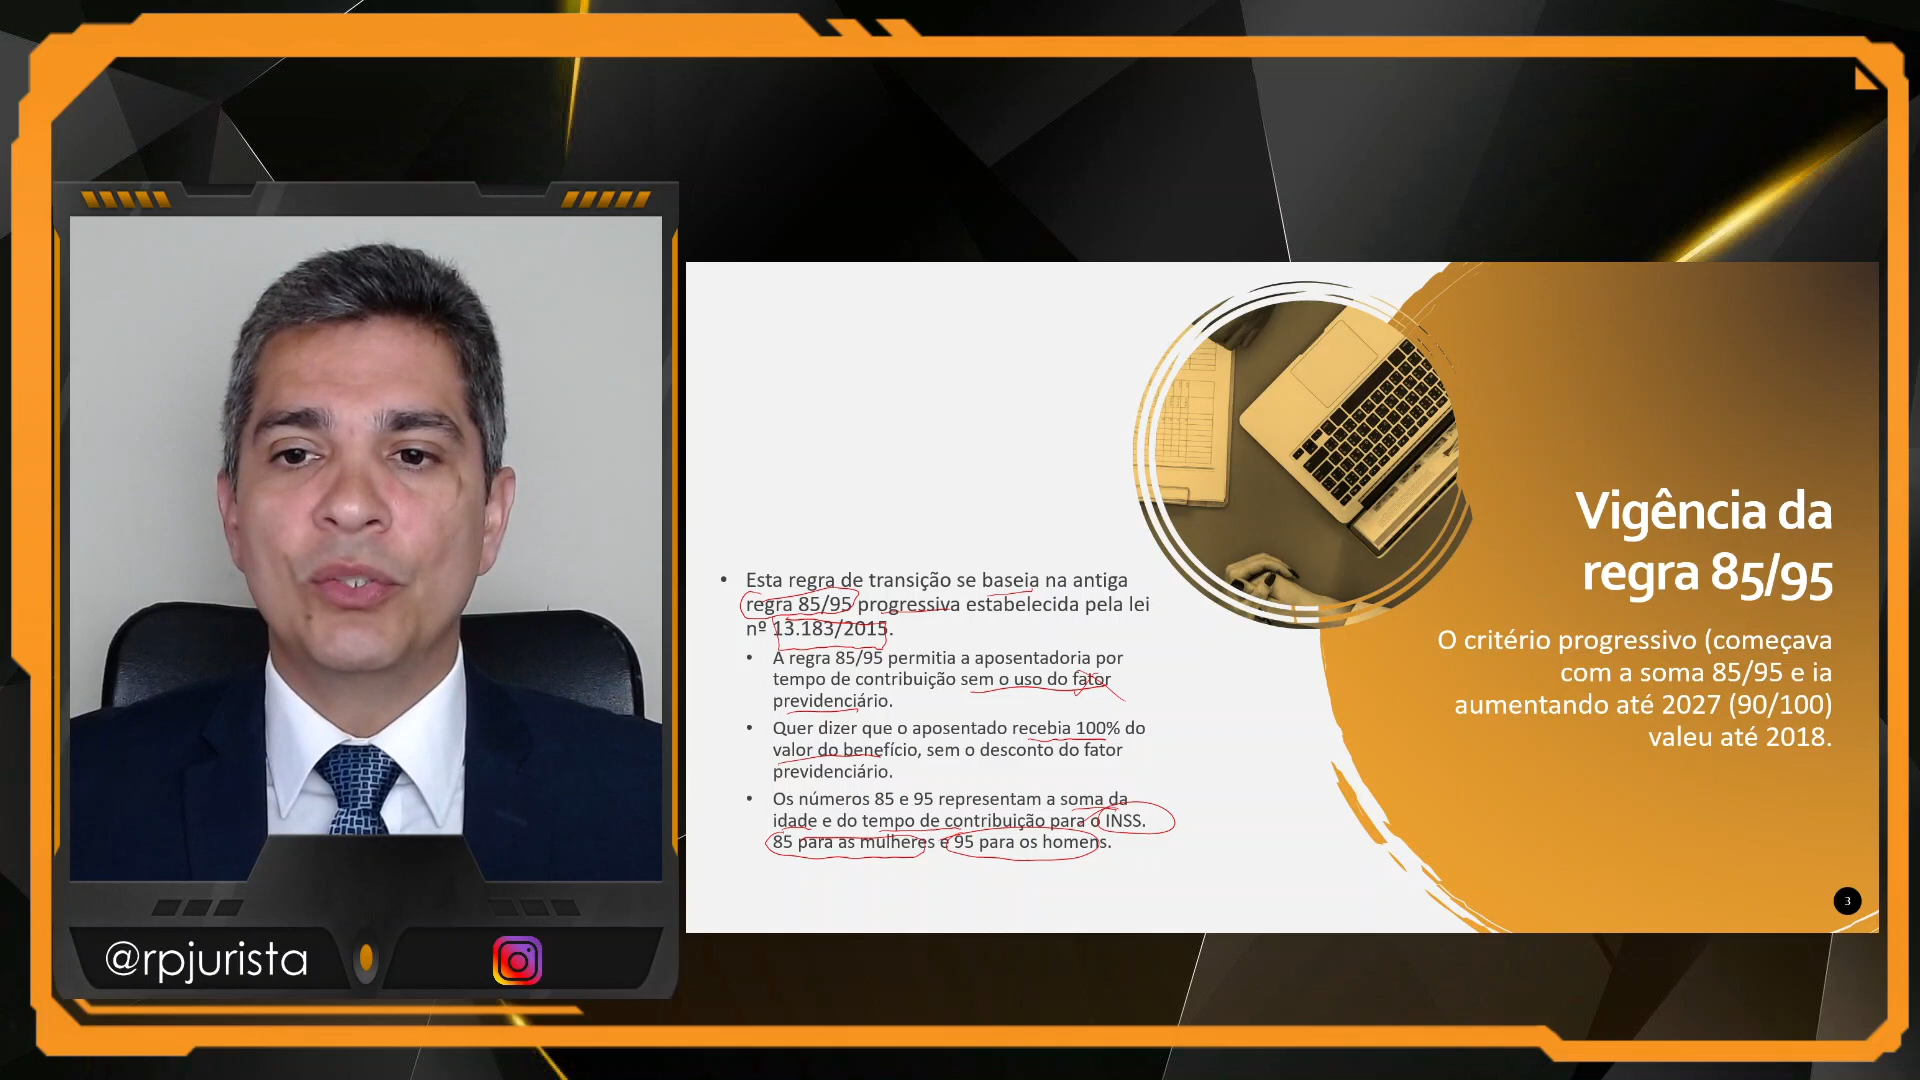 • Esta regra de transição se baseia na antiga
regra 85/95 progressiva estabelecida pela lei
nº 13.183/2015.
• A regra 85/95 permitia a aposentadoria por
tempo de contribuição sem o uso do fator
previdenciário.
• Quer dizer que o aposentado recebia 100% do
valor do benefício, sem o desconto do fator
previdenciário.
• Os números 85 e 95 representam a soma da
idade e do tempo de contribuição para o INSS.
85 para as mulheres e 95 para os homens.
Vigência da
regra 85/95
O critério progressivo (começava
com a soma 85/95 e ia
aumentando até 2027 (90/100)
valeu até 2018.
3
@rpjurista